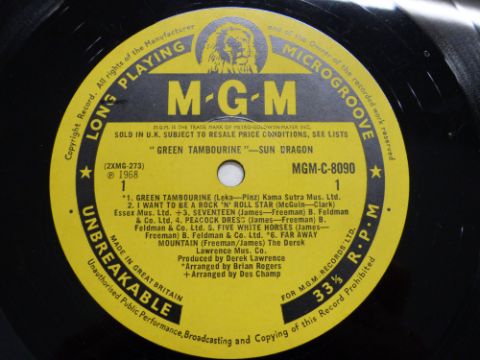 Copyright Record. All rights of the Manufacturer
and of the Owner of the recorded work reserved
LONG PLAYING
MICROGROOVE
M-G-M
M.G.M. IS THE TRADE MARK OF METRO-GOLDWYN-MAYER INC.
SOLD IN U.K. SUBJECT TO RESALE PRICE CONDITIONS, SEE LISTS
"GREEN TAMBOURINE"—SUN DRAGON
(2XMG-273)
MGM-C-8090
℗ 1968
1
1
*1. GREEN TAMBOURINE (Leka—Pinz) Kama Sutra Mus. Ltd.
2. I WANT TO BE A ROCK 'N' ROLL STAR (McGuin—Clark)
Essex Mus. Ltd. +3. SEVENTEEN (James—Freeman) B. Feldman
& Co. Ltd. 4. PEACOCK DRESS (James—Freeman) B. Feldman
& Co. Ltd. 5. FIVE WHITE HORSES (James—
Freeman) B. Feldman & Co. Ltd. *6. FAR AWAY
MOUNTAIN (Freeman/James) The Derek
Lawrence Mus. Co.
Produced by Derek Lawrence
*Arranged by Brian Rogers
+Arranged by Des Champ
MADE IN GREAT BRITAIN
FOR M.G.M. RECORDS LTD.
UNBREAKABLE
33⅓ R.P.M
Unauthorised Public Performance, Broadcasting and Copying of this Record Prohibited